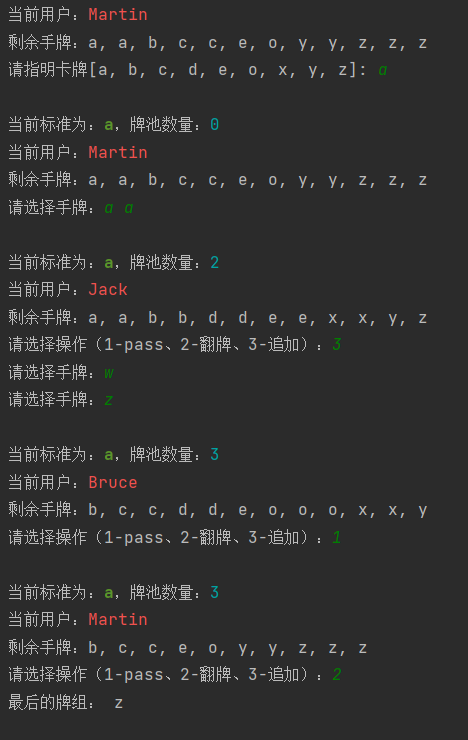 当前用户：Martin
剩余手牌：a, a, b, c, c, e, o, y, y, z, z, z
请指明卡牌[a, b, c, d, e, o, x, y, z]: a
当前标准为：a，牌池数量：0
当前用户：Martin
剩余手牌：a, a, b, c, c, e, o, y, y, z, z, z
请选择手牌：a a
当前标准为：a，牌池数量：2
当前用户：Jack
剩余手牌：a, a, b, b, d, d, e, e, x, x, y, z
请选择操作（1-pass、2-翻牌、3-追加）：3
请选择手牌：w
请选择手牌：z
当前标准为：a，牌池数量：3
当前用户：Bruce
剩余手牌：b, c, c, d, d, e, o, o, o, x, x, y
请选择操作（1-pass、2-翻牌、3-追加）：1
当前标准为：a，牌池数量：3
当前用户：Martin
剩余手牌：b, c, c, e, o, y, y, z, z, z
请选择操作（1-pass、2-翻牌、3-追加）：2
最后的牌组： z